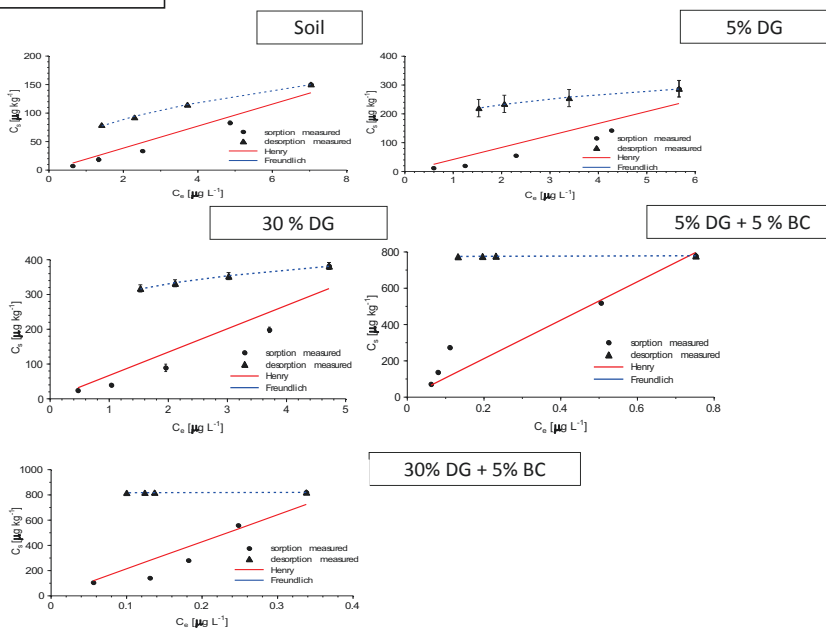 Soil
5% DG
200
150
100
50
0
Cs [µg kg-1]
0 2 4 6 8
Ce [µg L-1]
sorption measured
desorption measured
Henry
Freundlich
400
300
200
100
0
Cs [µg kg-1]
0 1 2 3 4 5 6
Ce [µg L-1]
sorption measured
desorption measured
Henry
Freundlich
30 % DG
5% DG + 5 % BC
400
300
200
100
0
Cs [µg kg-1]
0 1 2 3 4 5
Ce [µg L-1]
sorption measured
desorption measured
Henry
Freundlich
800
600
400
200
0
Cs [µg kg-1]
0 0.2 0.4 0.6 0.8
Ce [µg L-1]
sorption measured
desorption measured
Henry
Freundlich
30% DG + 5% BC
1000
800
600
400
200
0
Cs [µg kg-1]
0 0.1 0.2 0.3 0.4
Ce [µg L-1]
sorption measured
desorption measured
Henry
Freundlich